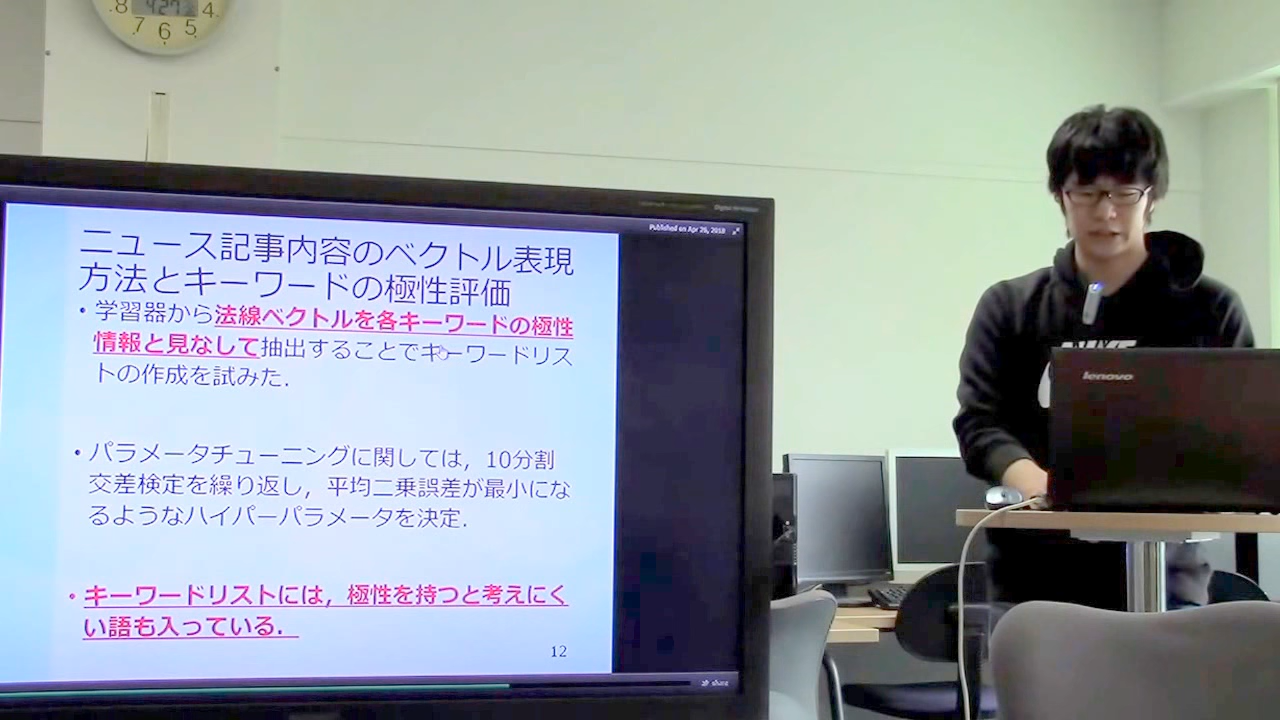 8 4:27 4
7 6 5
Published on Apr 26, 2018
ニュース記事内容のベクトル表現
方法とキーワードの極性評価
• 学習器から法線ベクトルを各キーワードの極性
情報と見なして抽出することでキーワードリス
トの作成を試みた.
• パラメータチューニングに関しては，10分割
交差検定を繰り返し，平均二乗誤差が最小にな
るようなハイパーパラメータを決定.
• キーワードリストには，極性を持つと考えにく
い語も入っている．
12
share
lenovo